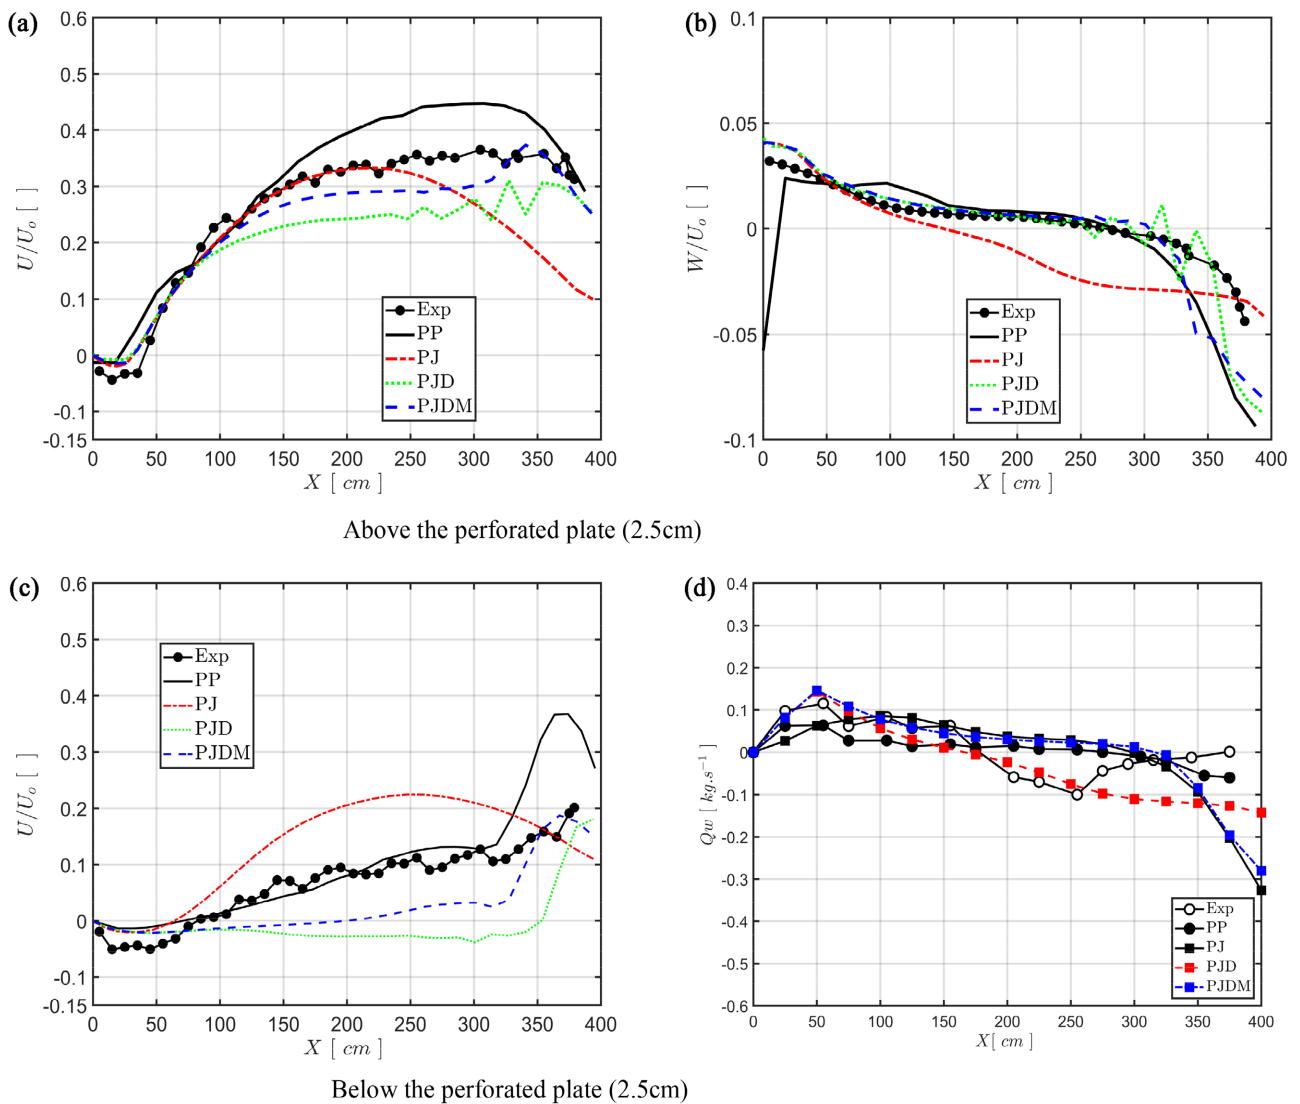 (a)
0.6
0.5
0.4
0.3
0.2
0.1
0
-0.1
-0.15
U/Uo [ ]
0 50 100 150 200 250 300 350 400
X [ cm ]
Exp
PP
PJ
PJD
PJDM
(b)
0.1
0.05
0
-0.05
-0.1
W/Uo [ ]
0 50 100 150 200 250 300 350 400
X [ cm ]
Exp
PP
PJ
PJD
PJDM
Above the perforated plate (2.5cm)
(c)
0.6
0.5
0.4
0.3
0.2
0.1
0
-0.1
-0.15
U/Uo [ ]
0 50 100 150 200 250 300 350 400
X [ cm ]
Exp
PP
PJ
PJD
PJDM
(d)
0.4
0.3
0.2
0.1
0
-0.1
-0.2
-0.3
-0.4
-0.5
-0.6
Qw [ kg.s⁻¹ ]
0 50 100 150 200 250 300 350 400
X[ cm ]
Exp
PP
PJ
PJD
PJDM
Below the perforated plate (2.5cm)